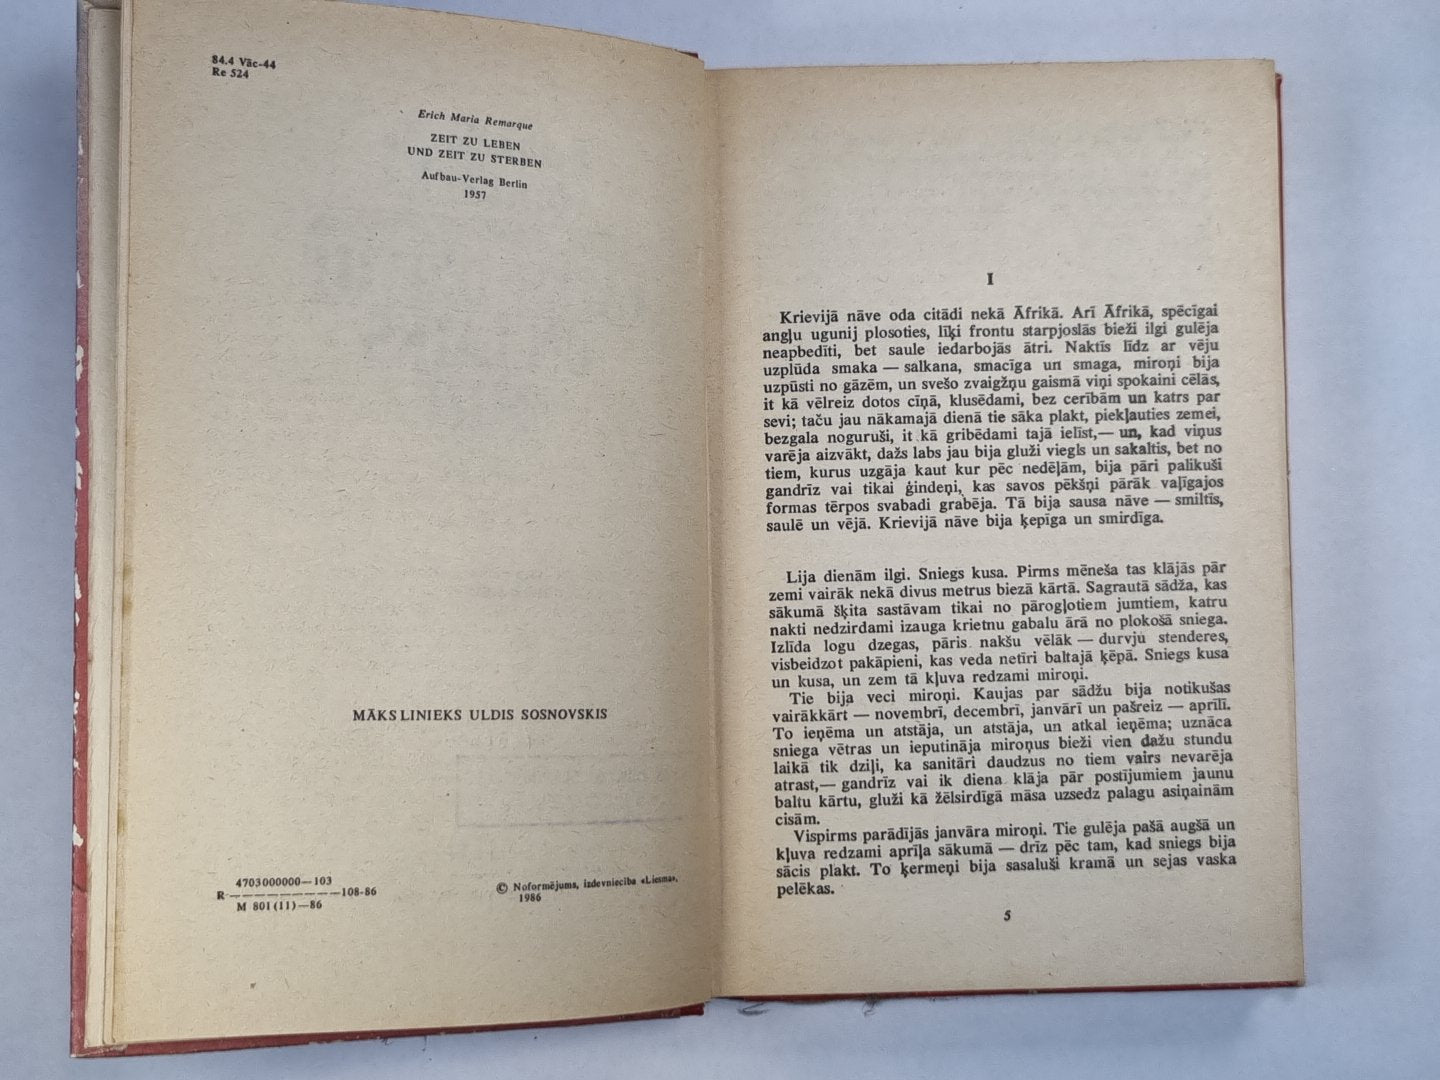 84.4 Vāc-44
Re 524
Erich Maria Remarque
ZEIT ZU LEBEN
UND ZEIT ZU STERBEN
Aufbau-Verlag Berlin
1957
MĀKSLINIEKS ULDIS SOSNOVSKIS
4703000000—103
R——————————108-86
M 801(11)—86
© Noformējums, izdevniecība «Liesma»,
1986
I
Krievijā nāve oda citādi nekā Āfrikā. Arī Āfrikā, spēcīgai
angļu ugunij plosoties, līķi frontu starpjoslās bieži ilgi gulēja
neapbedīti, bet saule iedarbojās ātri. Naktīs līdz ar vēju
uzplūda smaka — salkana, smacīga un smaga, miroņi bija
uzpūsti no gāzēm, un svešo zvaigžņu gaismā viņi spokaini cēlās,
it kā vēlreiz dotos cīņā, klusēdami, bez cerībām un katrs par
sevi; taču jau nākamajā dienā tie sāka plakt, piekļauties zemei,
bezgala noguruši, it kā gribēdami tajā ielīst,— un, kad viņus
varēja aizvākt, dažs labs jau bija gluži viegls un sakaltis, bet no
tiem, kurus uzgāja kaut kur pēc nedēļām, bija pāri palikuši
gandrīz vai tikai ģindeņi, kas savos pēkšņi pārāk vaļīgajos
formas tērpos svabadi grabēja. Tā bija sausa nāve — smiltīs,
saulē un vējā. Krievijā nāve bija ķepīga un smirdīga.
Lija dienām ilgi. Sniegs kusa. Pirms mēneša tas klājās pār
zemi vairāk nekā divus metrus biezā kārtā. Sagrautā sādža, kas
sākumā šķita sastāvam tikai no pārogļotiem jumtiem, katru
nakti nedzirdami izauga krietnu gabalu ārā no plokošā sniega.
Izlīda logu dzegas, pāris nakšu vēlāk — durvju stenderes,
visbeidzot pakāpieni, kas veda netīri baltajā ķēpā. Sniegs kusa
un kusa, un zem tā kļuva redzami miroņi.
Tie bija veci miroņi. Kaujas par sādžu bija notikušas
vairākkārt — novembrī, decembrī, janvārī un pašreiz — aprīlī.
To ieņēma un atstāja, un atstāja, un atkal ieņēma; uznāca
sniega vētras un ieputināja miroņus bieži vien dažu stundu
laikā tik dziļi, ka sanitāri daudzus no tiem vairs nevarēja
atrast,— gandrīz vai ik diena klāja pār postījumiem jaunu
baltu kārtu, gluži kā žēlsirdīgā māsa uzsedz palagu asiņainām
cisām.
Vispirms parādījās janvāra miroņi. Tie gulēja pašā augšā un
kļuva redzami aprīļa sākumā — drīz pēc tam, kad sniegs bija
sācis plakt. To ķermeņi bija sasaluši kramā un sejas vaska
pelēkas.
5